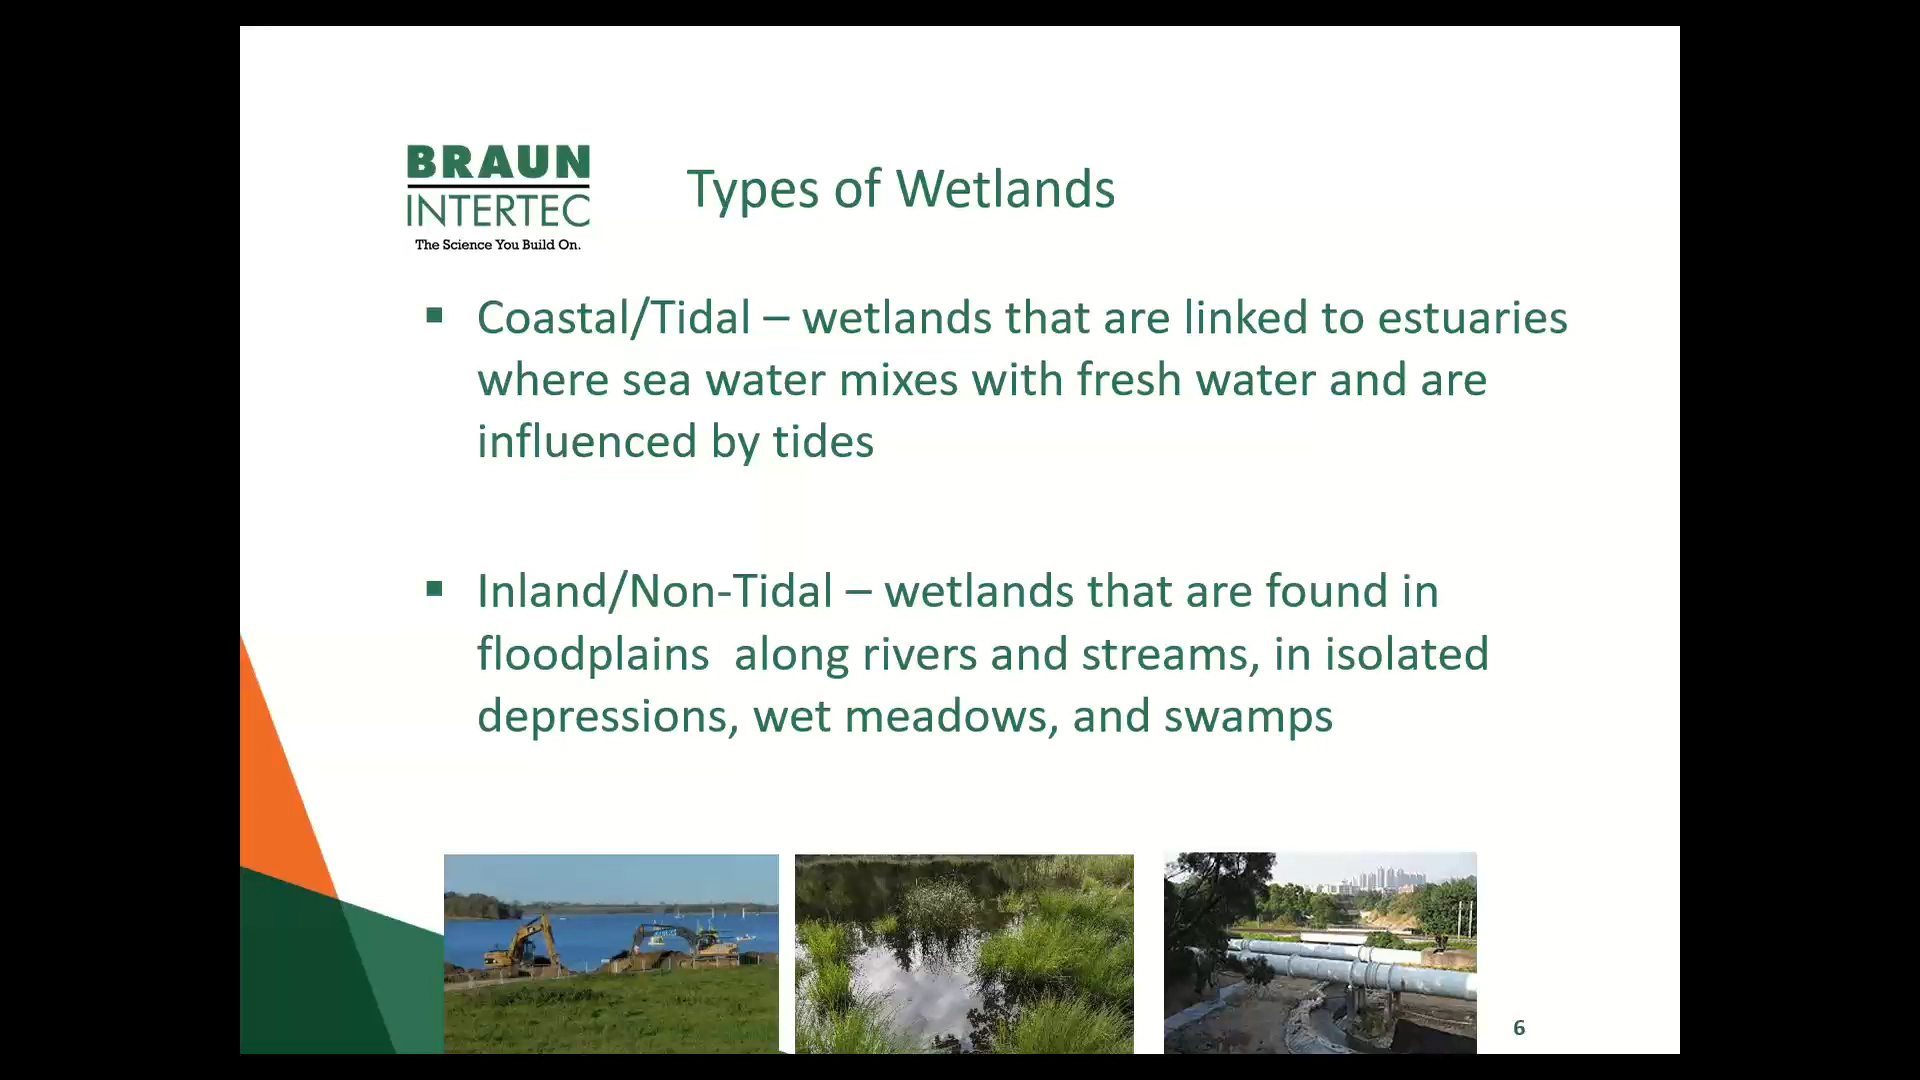 BRAUN
INTERTEC
The Science You Build On.
Types of Wetlands
▪ Coastal/Tidal – wetlands that are linked to estuaries
where sea water mixes with fresh water and are
influenced by tides
▪ Inland/Non-Tidal – wetlands that are found in
floodplains  along rivers and streams, in isolated
depressions, wet meadows, and swamps
6